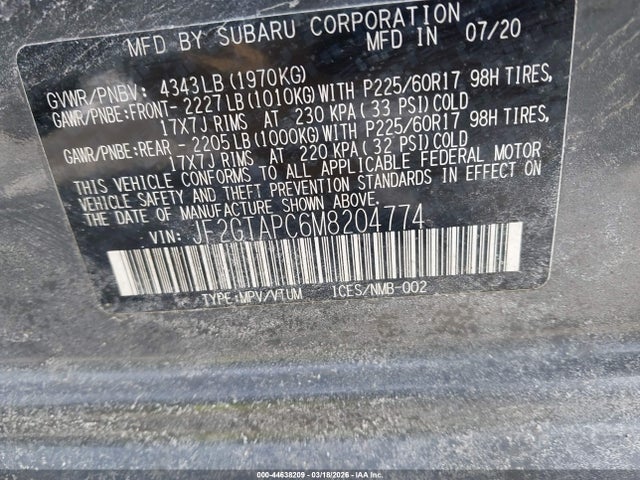 MFD BY SUBARU CORPORATION
MFD IN 07/20
GVWR/PNBV: 4343LB(1970KG)
GAWR/PNBE:FRONT-2227LB(1010KG)WITH P225/60R17 98H TIRES,
17X7J RIMS AT 230 KPA(33 PSI)COLD
GAWR/PNBE:REAR -2205LB(1000KG)WITH P225/60R17 98H TIRES,
17X7J RIMS AT 220 KPA(32 PSI)COLD
THIS VEHICLE CONFORMS TO ALL APPLICABLE FEDERAL MOTOR
VEHICLE SAFETY AND THEFT PREVENTION STANDARDS IN EFFECT ON
THE DATE OF MANUFACTURE SHOWN ABOVE.
VIN: JF2GTAPC6M8204774
TYPE:MPV/VTUM ICES/NMB-002
000-44638209 - 03/18/2026 - Copyright IAA, Inc.